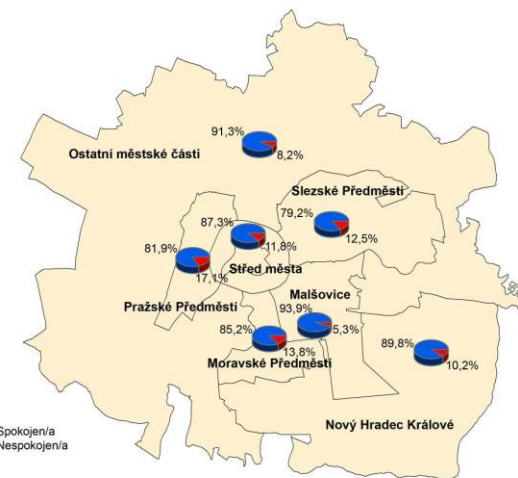 91,3%
8,2%
Ostatní městské části
Slezské Předměstí
79,2%
12,5%
87,3%
11,8%
Střed města
81,9%
17,1%
Pražské Předměstí
Malšovice
93,9%
5,3%
85,2%
13,8%
Moravské Předměstí
89,8%
10,2%
Nový Hradec Králové
Spokojen/a
Nespokojen/a